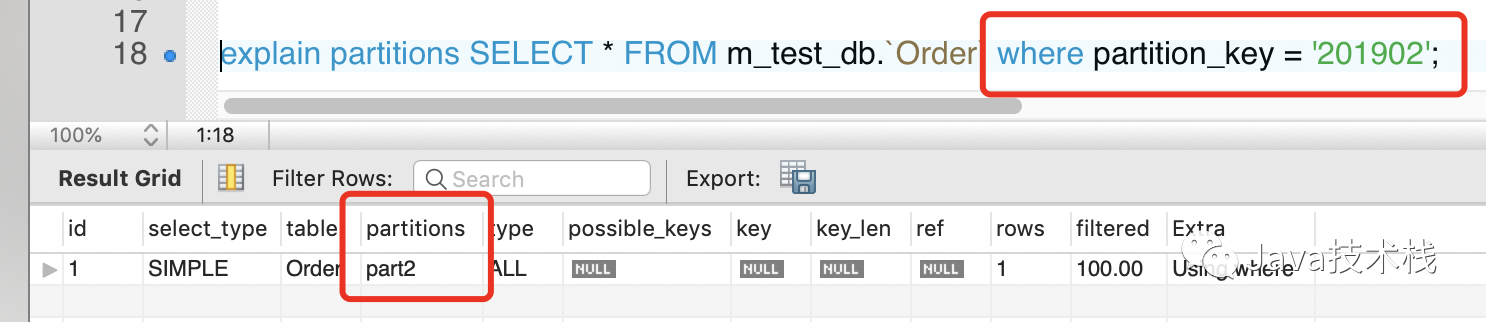 17
18 explain partitions SELECT * FROM m_test_db.`Order` where partition_key = '201902';
100% 1:18
Result Grid Filter Rows: Search Export:
id select_type table partitions type possible_keys key key_len ref rows filtered Extra
1 SIMPLE Order part2 ALL NULL NULL NULL NULL 1 100.00 Using where
Java技术栈